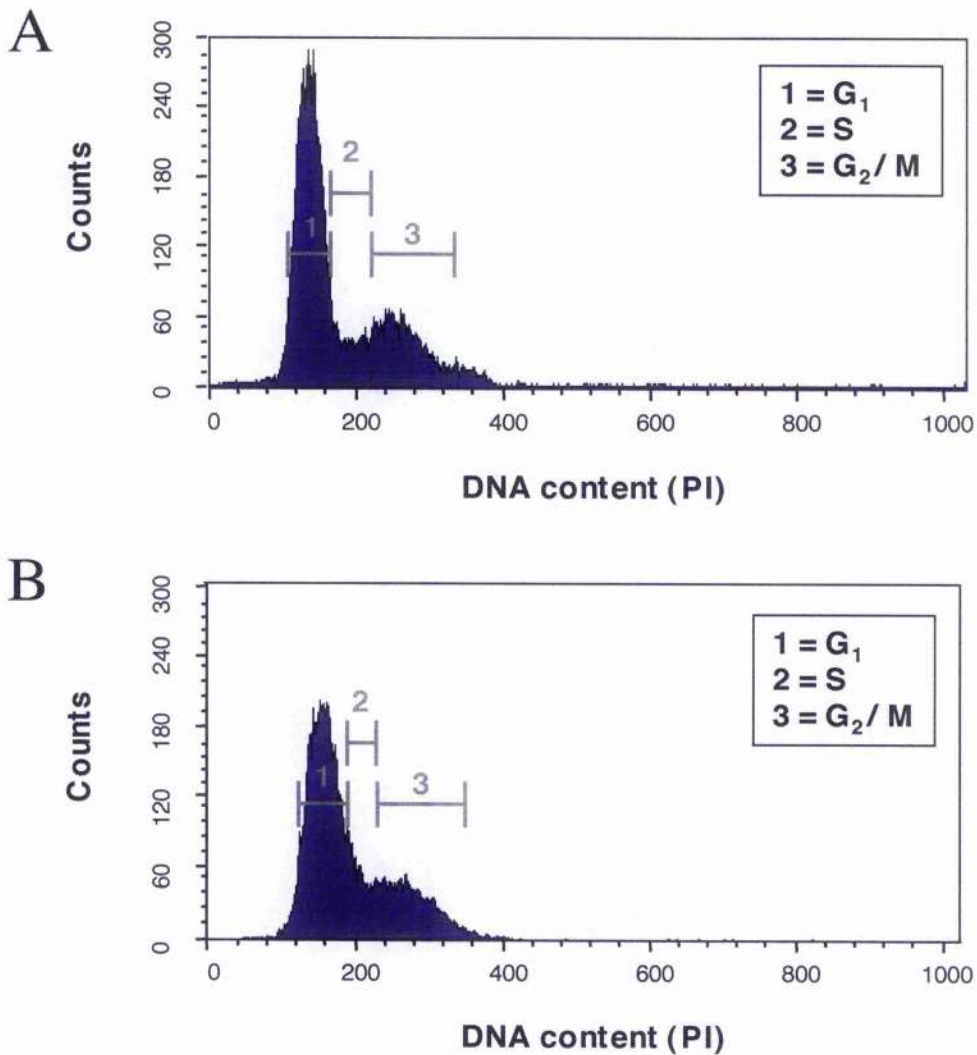 A
300
240
180
120
60
0
Counts
1
2
3
1 = G₁
2 = S
3 = G₂/ M
0
200
400
600
800
1000
DNA content (PI)
B
300
240
180
120
60
0
Counts
1
2
3
1 = G₁
2 = S
3 = G₂/ M
0
200
400
600
800
1000
DNA content (PI)